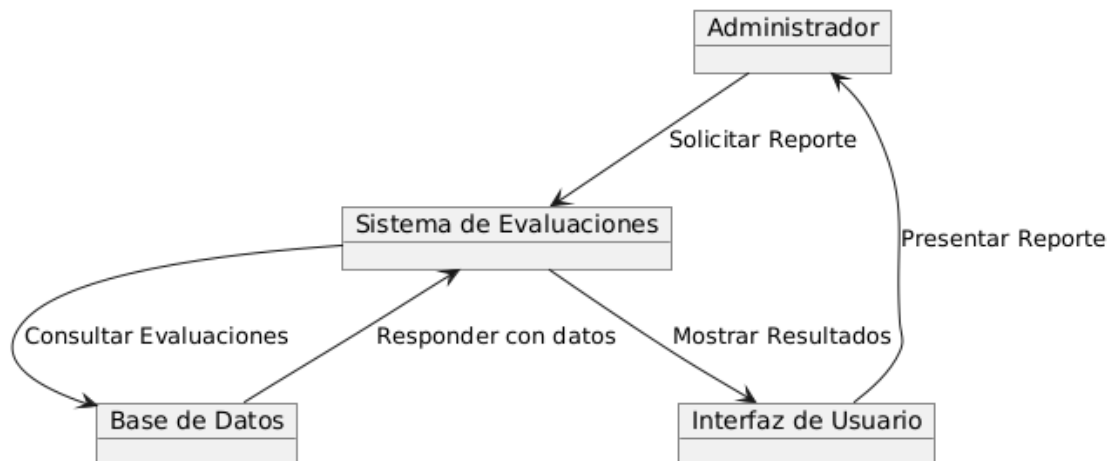 Administrador
Solicitar Reporte
Sistema de Evaluaciones
Presentar Reporte
Consultar Evaluaciones
Responder con datos
Mostrar Resultados
Base de Datos
Interfaz de Usuario